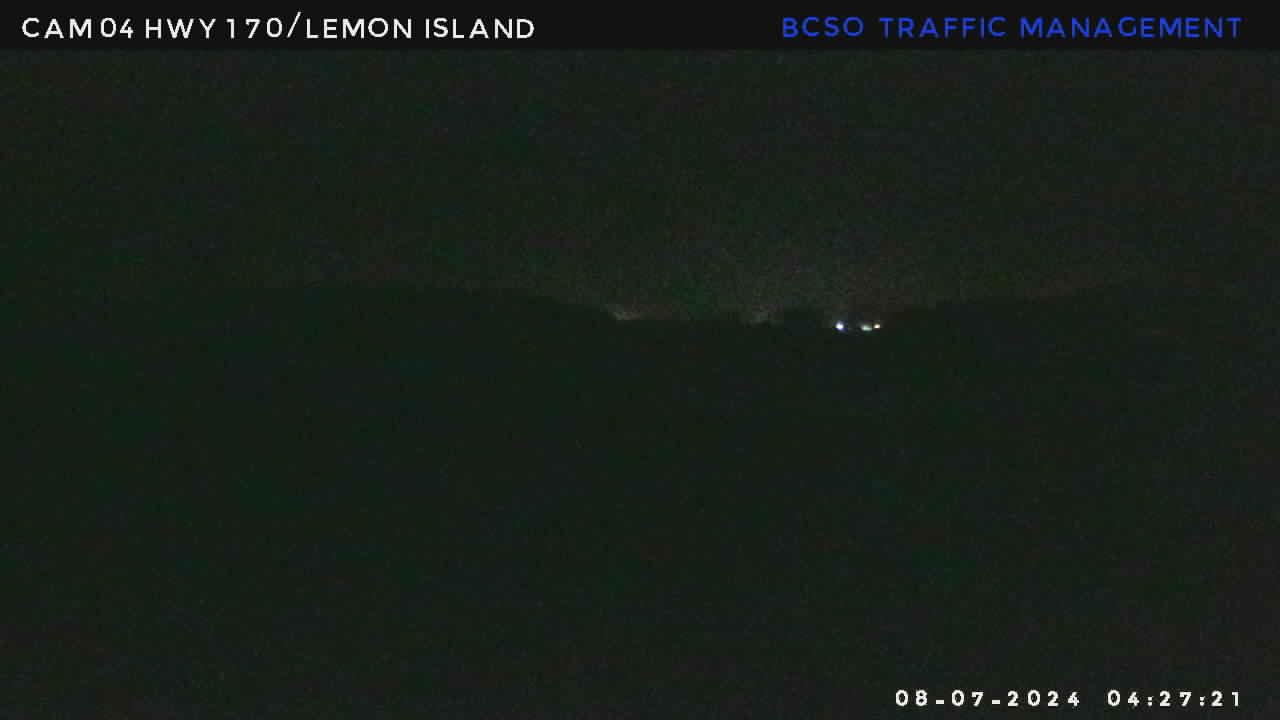 CAM04 HWY 170/LEMON ISLAND
BCSO TRAFFIC MANAGEMENT
08-07-2024 04:27:21